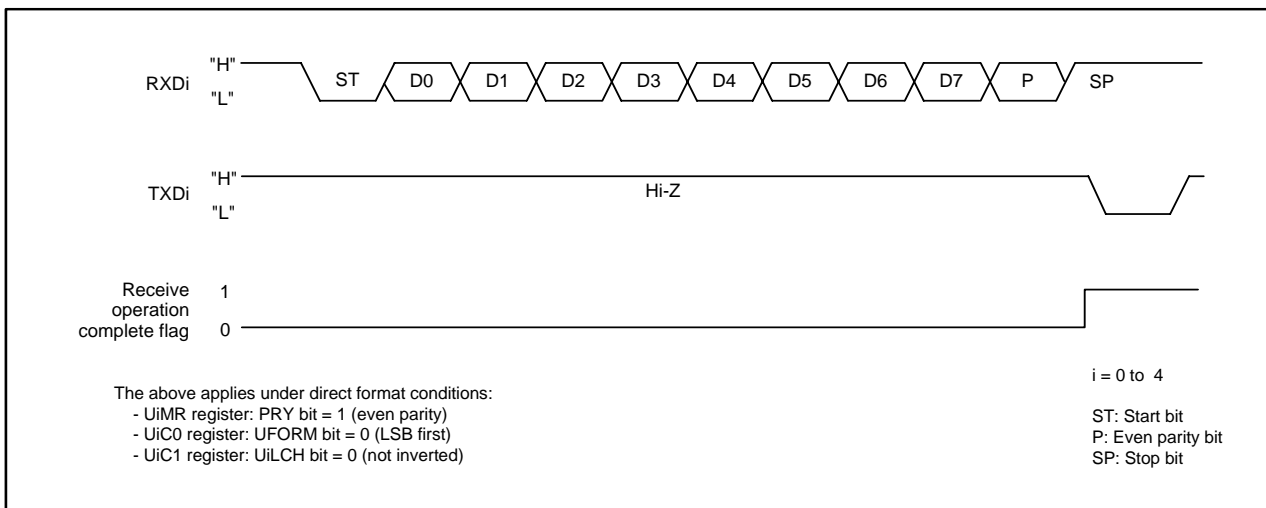 "H"
RXDi
"L"
ST D0 D1 D2 D3 D4 D5 D6 D7 P SP
"H"
TXDi
"L"
Hi-Z
Receive
operation
complete flag
1
0
The above applies under direct format conditions:
- UiMR register: PRY bit = 1 (even parity)
- UiC0 register: UFORM bit = 0 (LSB first)
- UiC1 register: UiLCH bit = 0 (not inverted)
i = 0 to 4
ST: Start bit
P: Even parity bit
SP: Stop bit